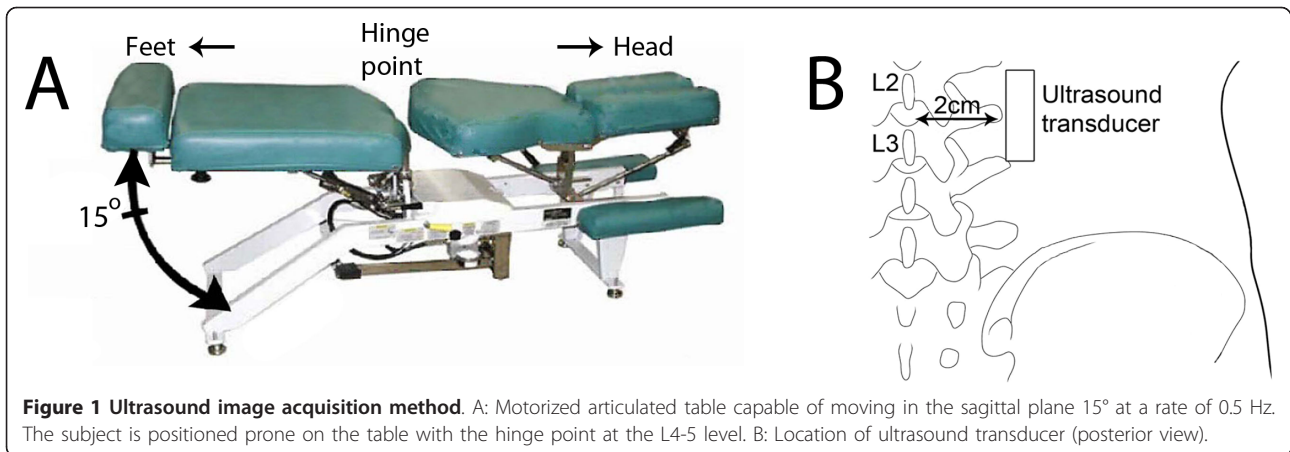 A
Feet
Hinge
point
Head
15°
B
L2
2cm
L3
Ultrasound
transducer
Figure 1 Ultrasound image acquisition method. A: Motorized articulated table capable of moving in the sagittal plane 15° at a rate of 0.5 Hz.
The subject is positioned prone on the table with the hinge point at the L4-5 level. B: Location of ultrasound transducer (posterior view).